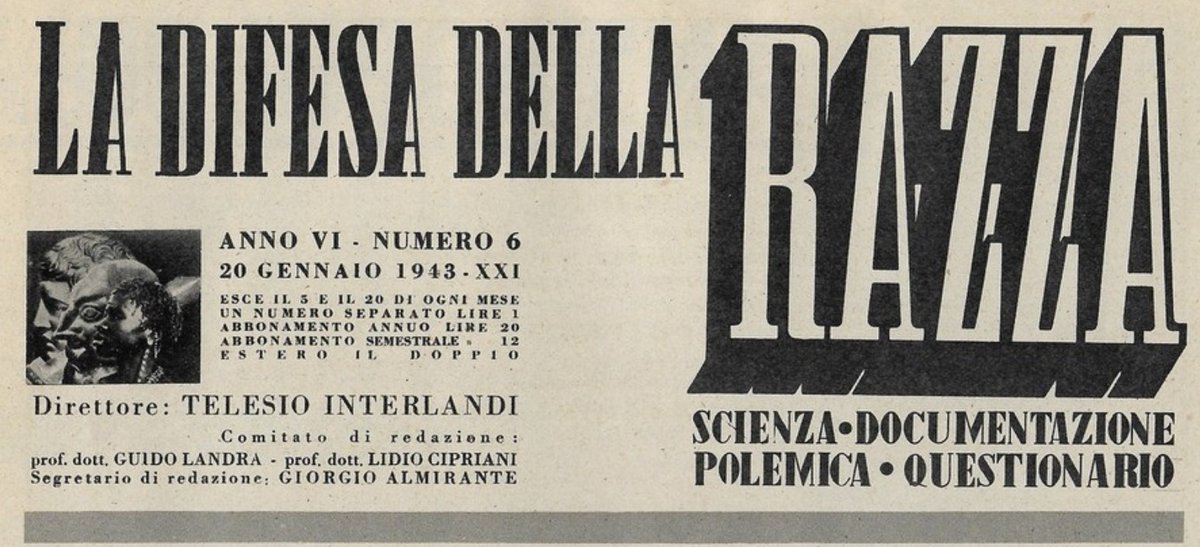 LA DIFESA DELLA RAZZA
ANNO VI - NUMERO 6
20 GENNAIO 1943 - XXI
ESCE IL 5 E IL 20 DI OGNI MESE
UN NUMERO SEPARATO LIRE 1
ABBONAMENTO ANNUO LIRE 20
ABBONAMENTO SEMESTRALE » 12
ESTERO IL DOPPIO
Direttore: TELESIO INTERLANDI
Comitato di redazione:
prof. dott. GUIDO LANDRA - prof. dott. LIDIO CIPRIANI
Segretario di redazione: GIORGIO ALMIRANTE
SCIENZA • DOCUMENTAZIONE
POLEMICA • QUESTIONARIO